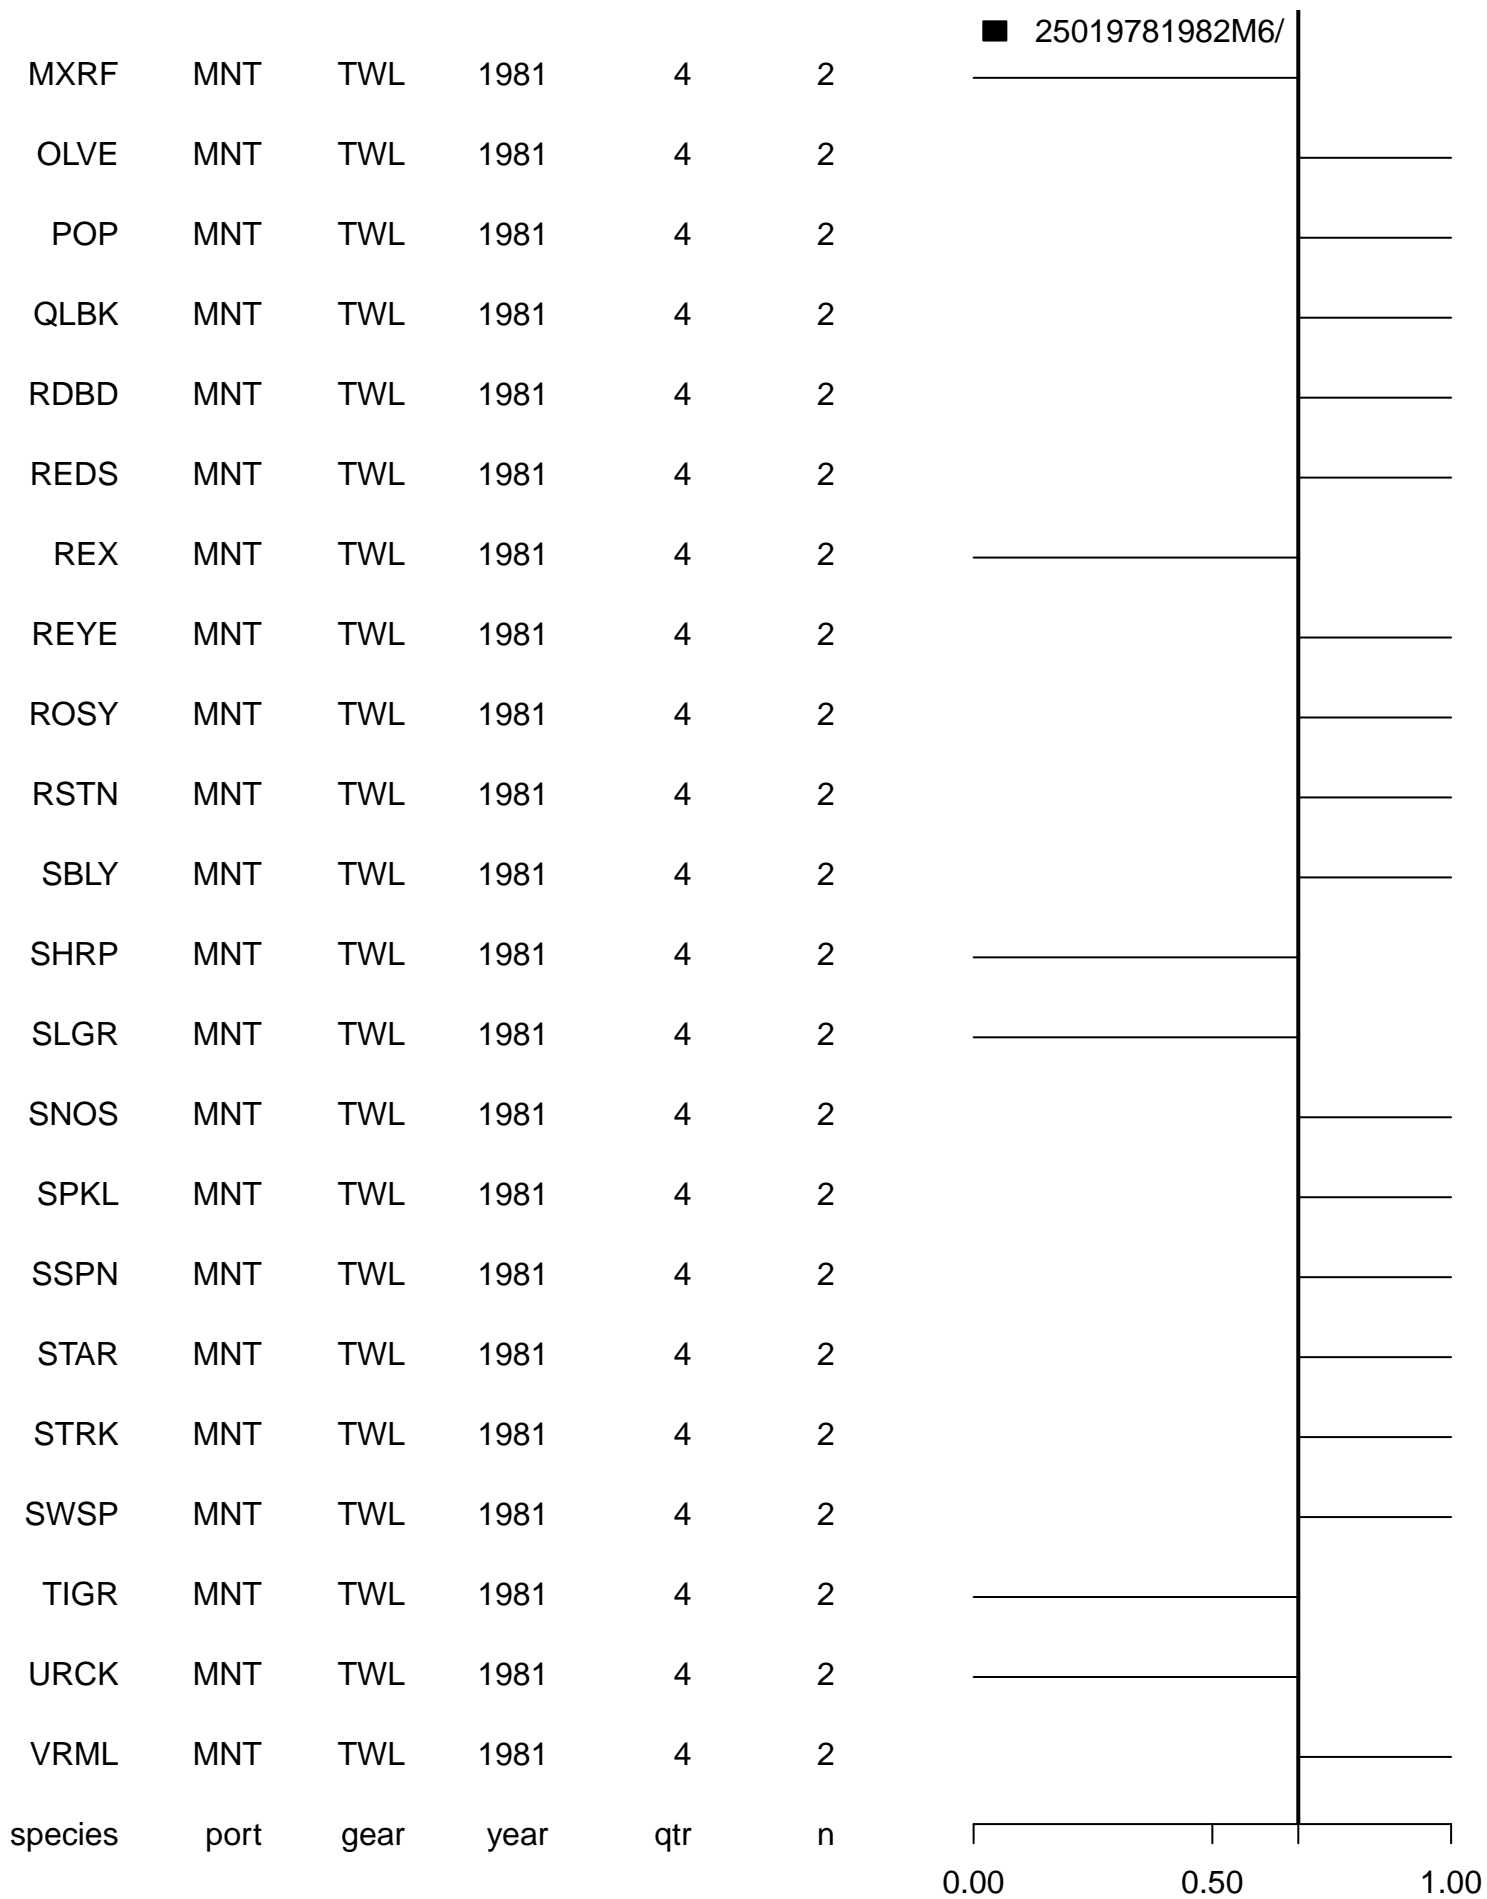 25019781982M6/
MXRF MNT TWL 1981 4 2
OLVE MNT TWL 1981 4 2
POP MNT TWL 1981 4 2
QLBK MNT TWL 1981 4 2
RDBD MNT TWL 1981 4 2
REDS MNT TWL 1981 4 2
REX MNT TWL 1981 4 2
REYE MNT TWL 1981 4 2
ROSY MNT TWL 1981 4 2
RSTN MNT TWL 1981 4 2
SBLY MNT TWL 1981 4 2
SHRP MNT TWL 1981 4 2
SLGR MNT TWL 1981 4 2
SNOS MNT TWL 1981 4 2
SPKL MNT TWL 1981 4 2
SSPN MNT TWL 1981 4 2
STAR MNT TWL 1981 4 2
STRK MNT TWL 1981 4 2
SWSP MNT TWL 1981 4 2
TIGR MNT TWL 1981 4 2
URCK MNT TWL 1981 4 2
VRML MNT TWL 1981 4 2
species port gear year qtr n
0.00 0.50 1.00